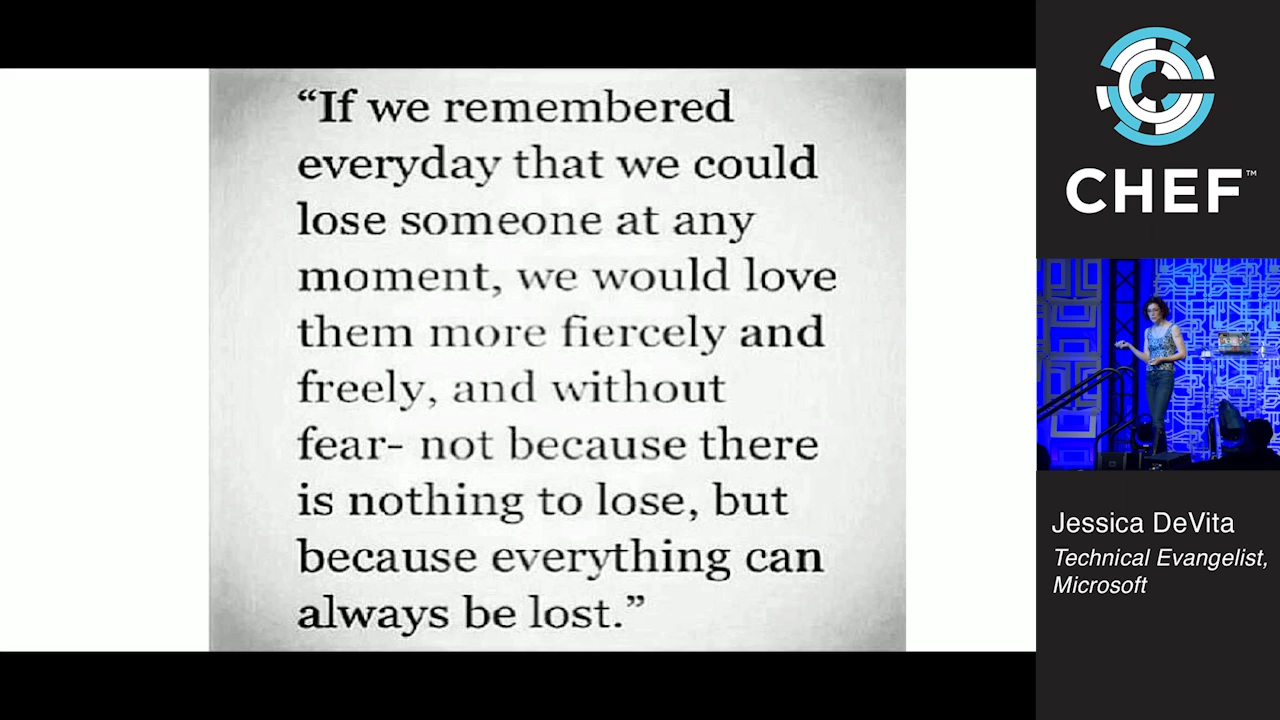 “If we remembered
everyday that we could
lose someone at any
moment, we would love
them more fiercely and
freely, and without
fear- not because there
is nothing to lose, but
because everything can
always be lost.”
CHEF™
Jessica DeVita
Technical Evangelist,
Microsoft